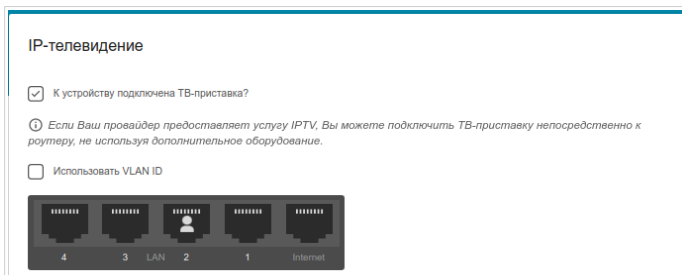 IP-телевидение
К устройству подключена ТВ-приставка?
Если Ваш провайдер предоставляет услугу IPTV, Вы можете подключить ТВ-приставку непосредственно к
роутеру, не используя дополнительное оборудование.
Использовать VLAN ID
4 3 LAN 2 1 Internet